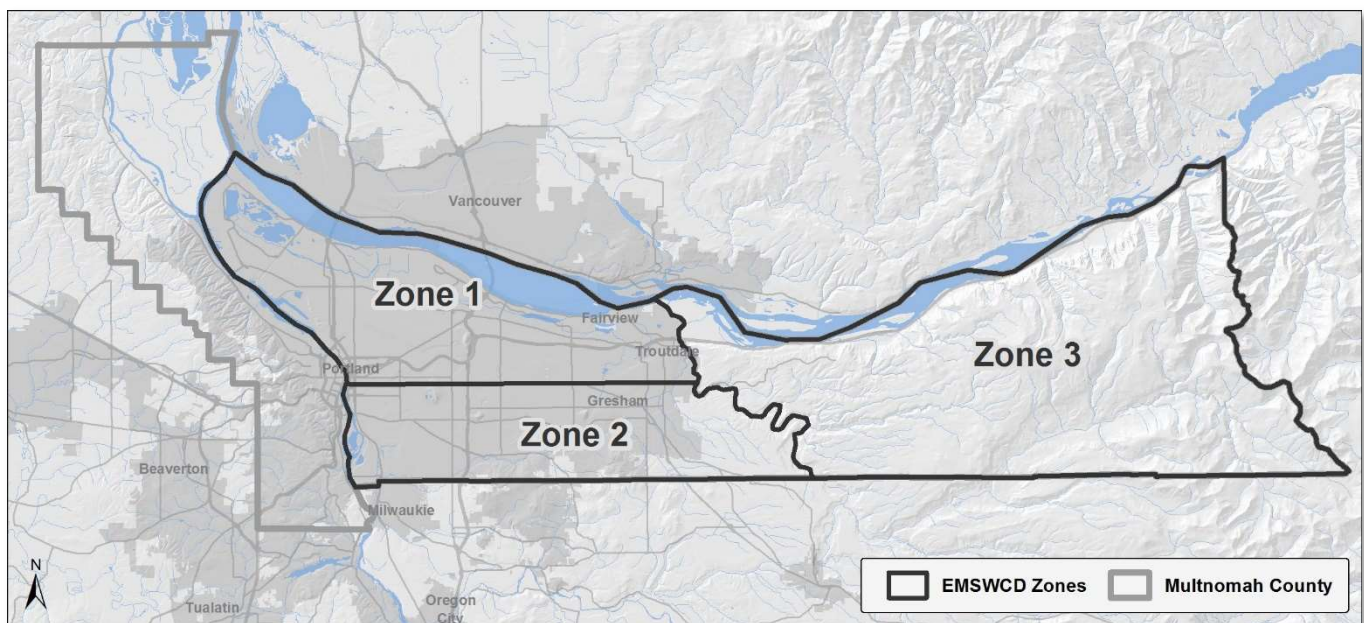 Vancouver
Zone 1
Fairview
Troutdale
Zone 3
Portland
Gresham
Zone 2
Beaverton
Milwaukie
N
Tualatin
Oregon
City
EMSWCD Zones
Multnomah County